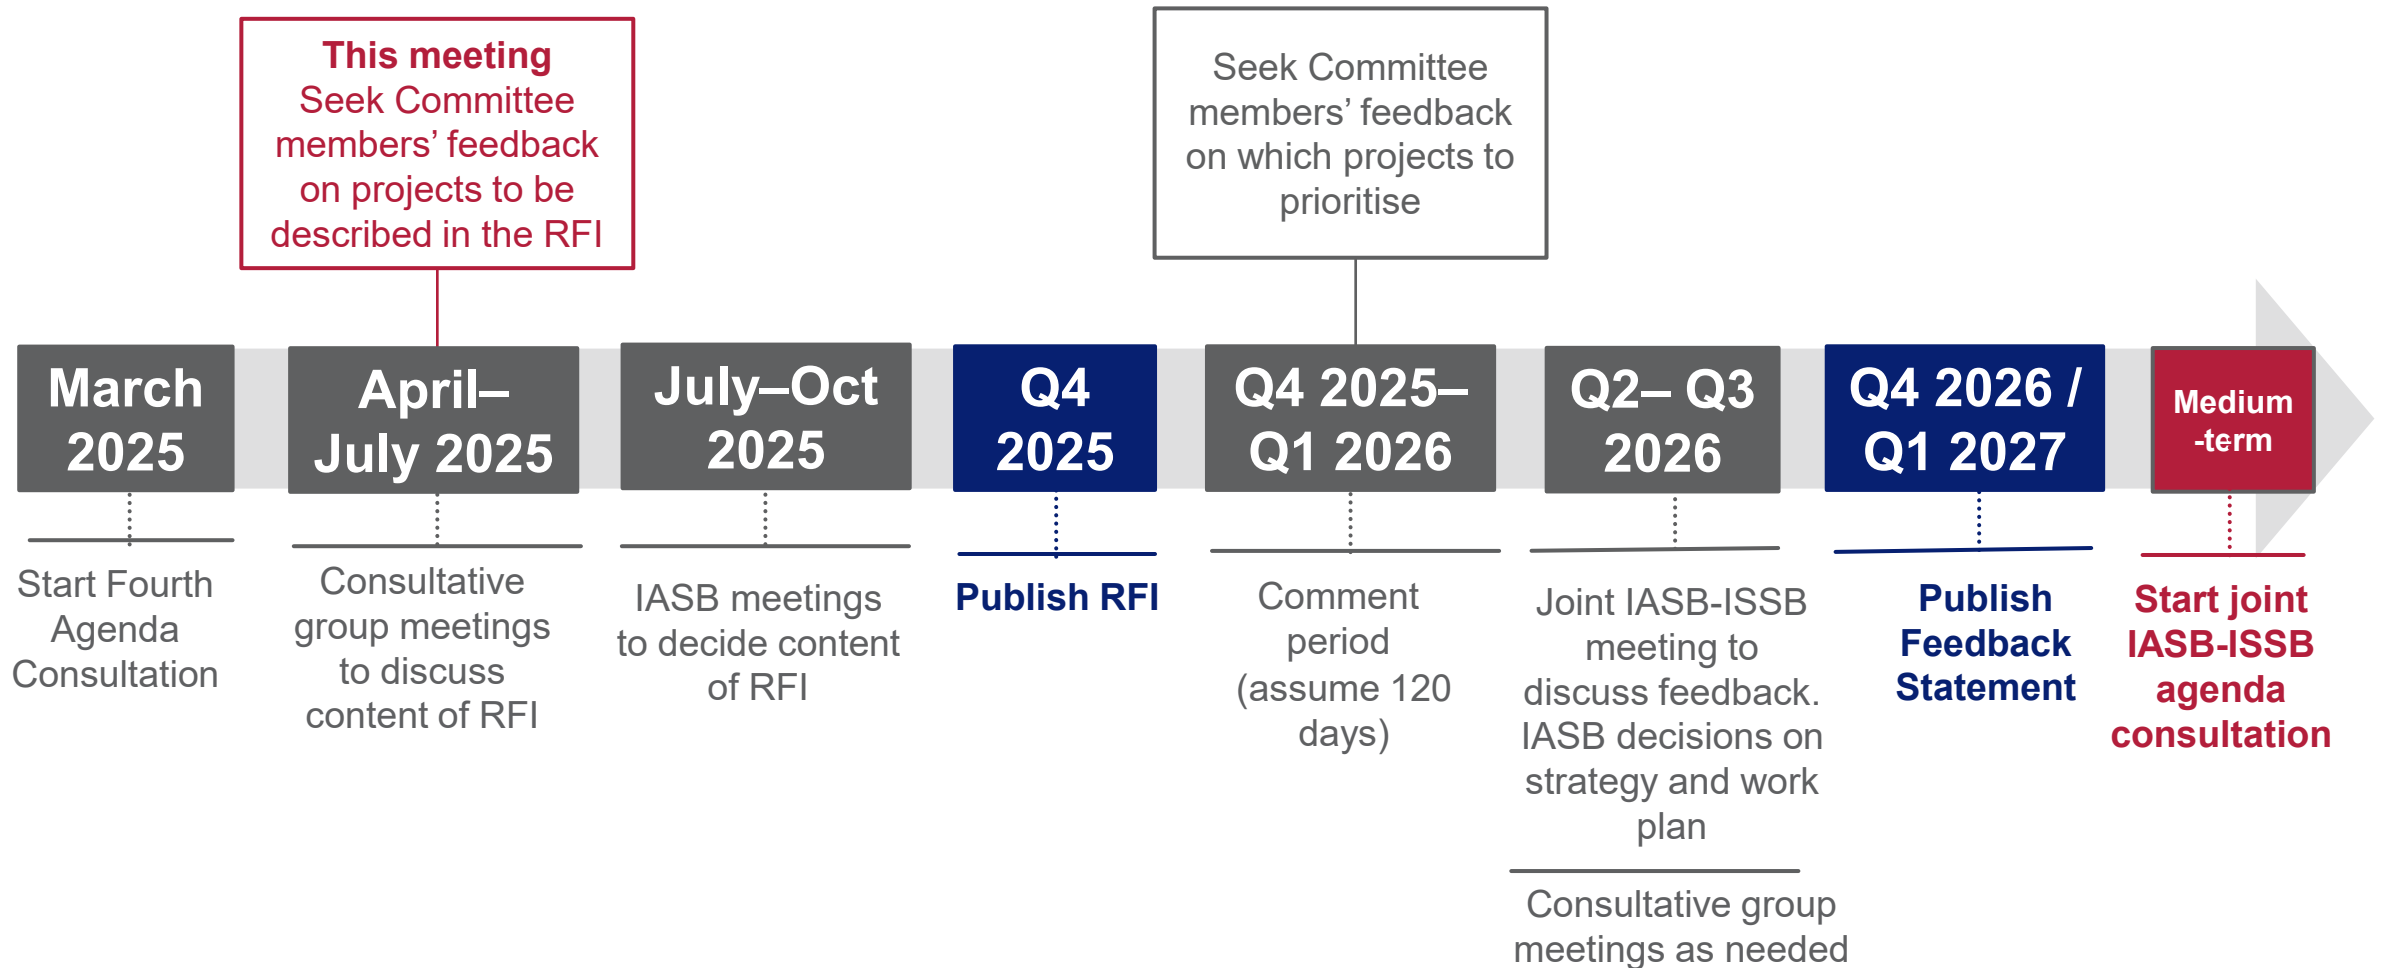 This meeting
Seek Committee
members’ feedback
on projects to be
described in the RFI
Seek Committee
members’ feedback
on which projects to
prioritise
March
2025
April–
July 2025
July–Oct
2025
Q4
2025
Q4 2025–
Q1 2026
Q2– Q3
2026
Q4 2026 /
Q1 2027
Medium
-term
Start Fourth
Agenda
Consultation
Consultative
group meetings
to discuss
content of RFI
IASB meetings
to decide content
of RFI
Publish RFI
Comment
period
(assume 120
days)
Joint IASB-ISSB
meeting to
discuss feedback.
IASB decisions on
strategy and work
plan
Consultative group
meetings as needed
Publish
Feedback
Statement
Start joint
IASB-ISSB
agenda
consultation